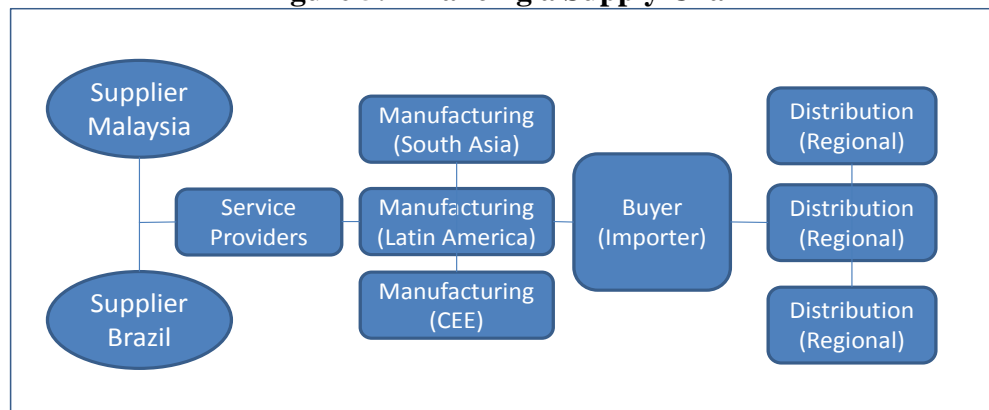 Supplier
Malaysia
Supplier
Brazil
Service
Providers
Manufacturing
(South Asia)
Manufacturing
(Latin America)
Manufacturing
(CEE)
Buyer
(Importer)
Distribution
(Regional)
Distribution
(Regional)
Distribution
(Regional)